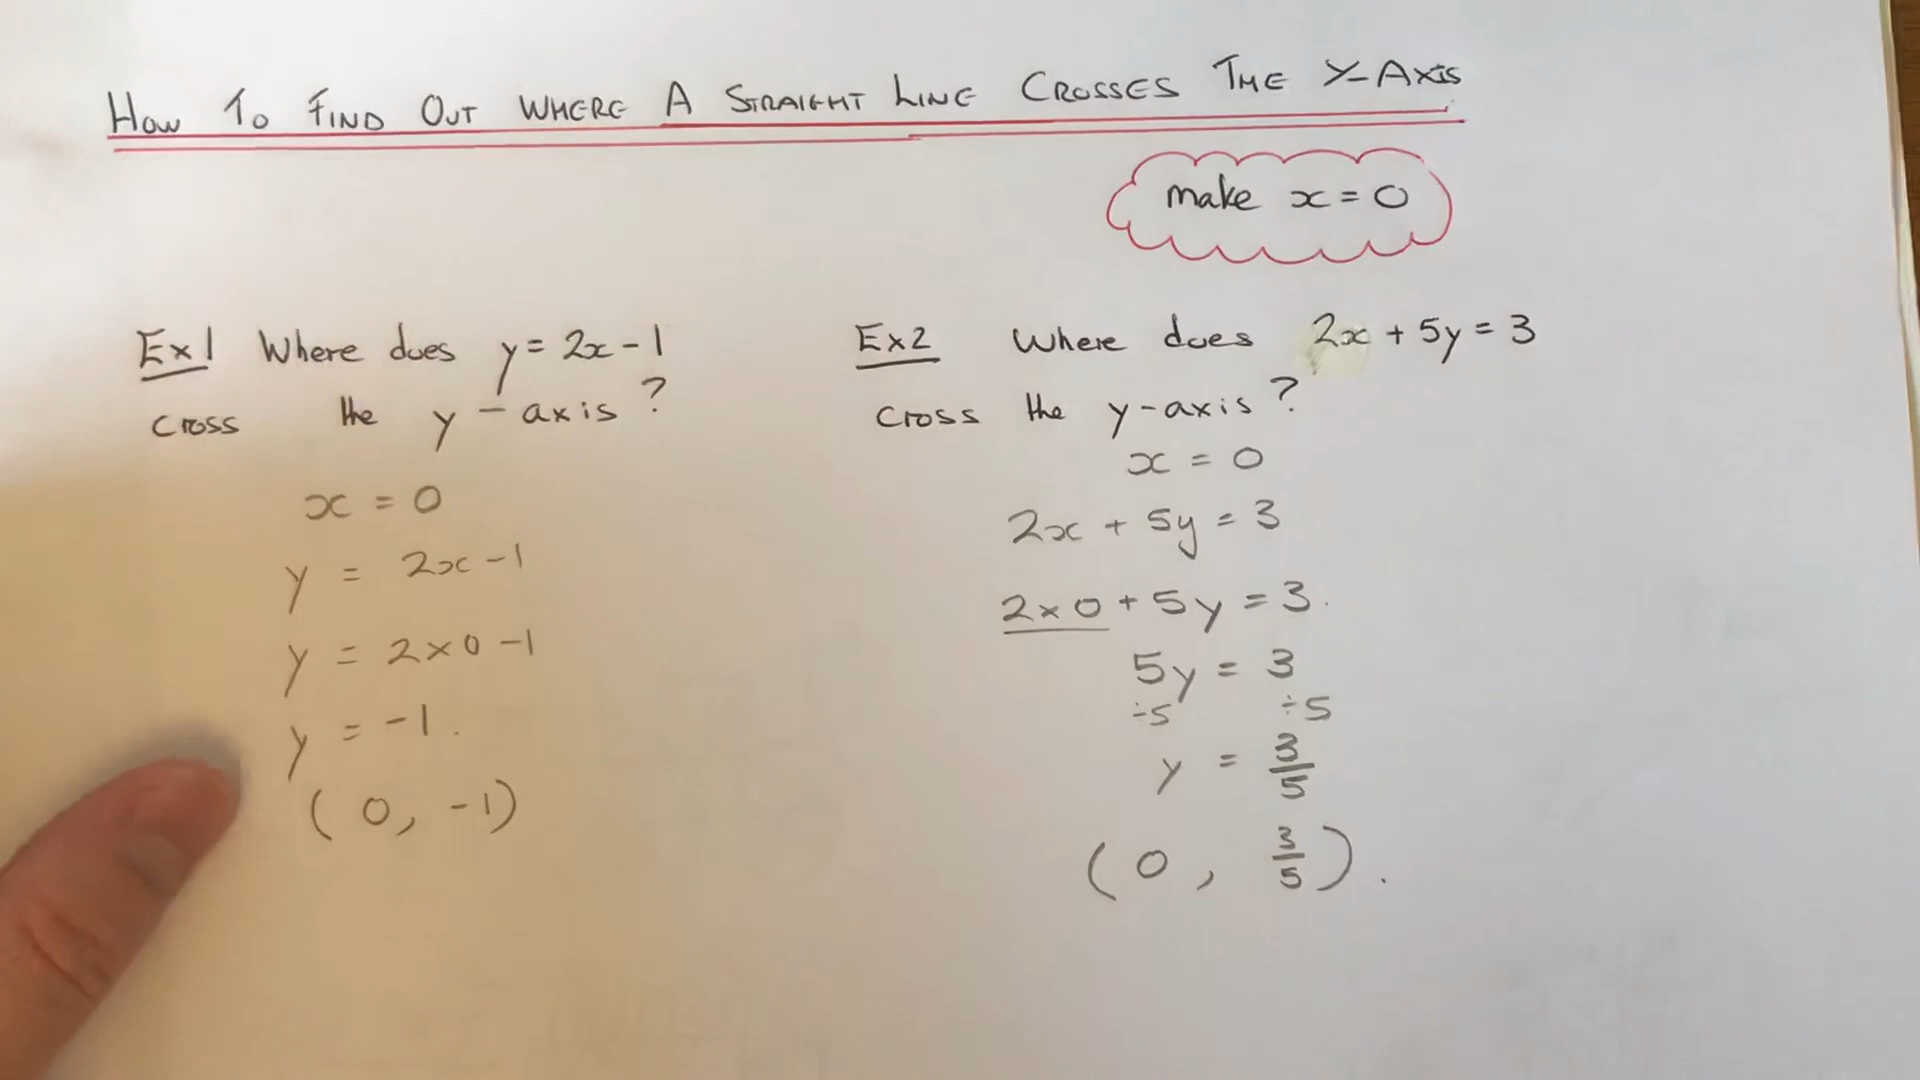 How To Find Out Where A Straight Line Crosses The Y-Axis
make x = 0
Ex1 Where does y = 2x - 1
cross the y - axis ?
x = 0
y = 2x - 1
y = 2 × 0 - 1
y = -1.
( 0, -1)
Ex2 Where does 2x + 5y = 3
cross the y-axis ?
x = 0
2x + 5y = 3
2 × 0 + 5y = 3.
5y = 3
÷5 ÷5
y = 3/5
( 0 , 3/5 ).